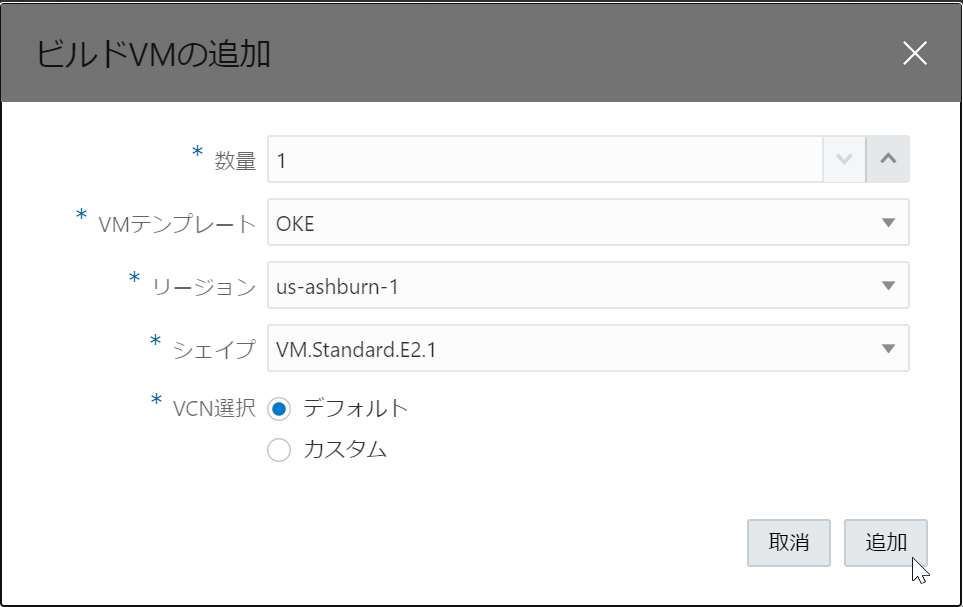 ビルドVMの追加
* 数量 1
* VMテンプレート OKE
* リージョン us-ashburn-1
* シェイプ VM.Standard.E2.1
* VCN選択 デフォルト
カスタム
取消 追加